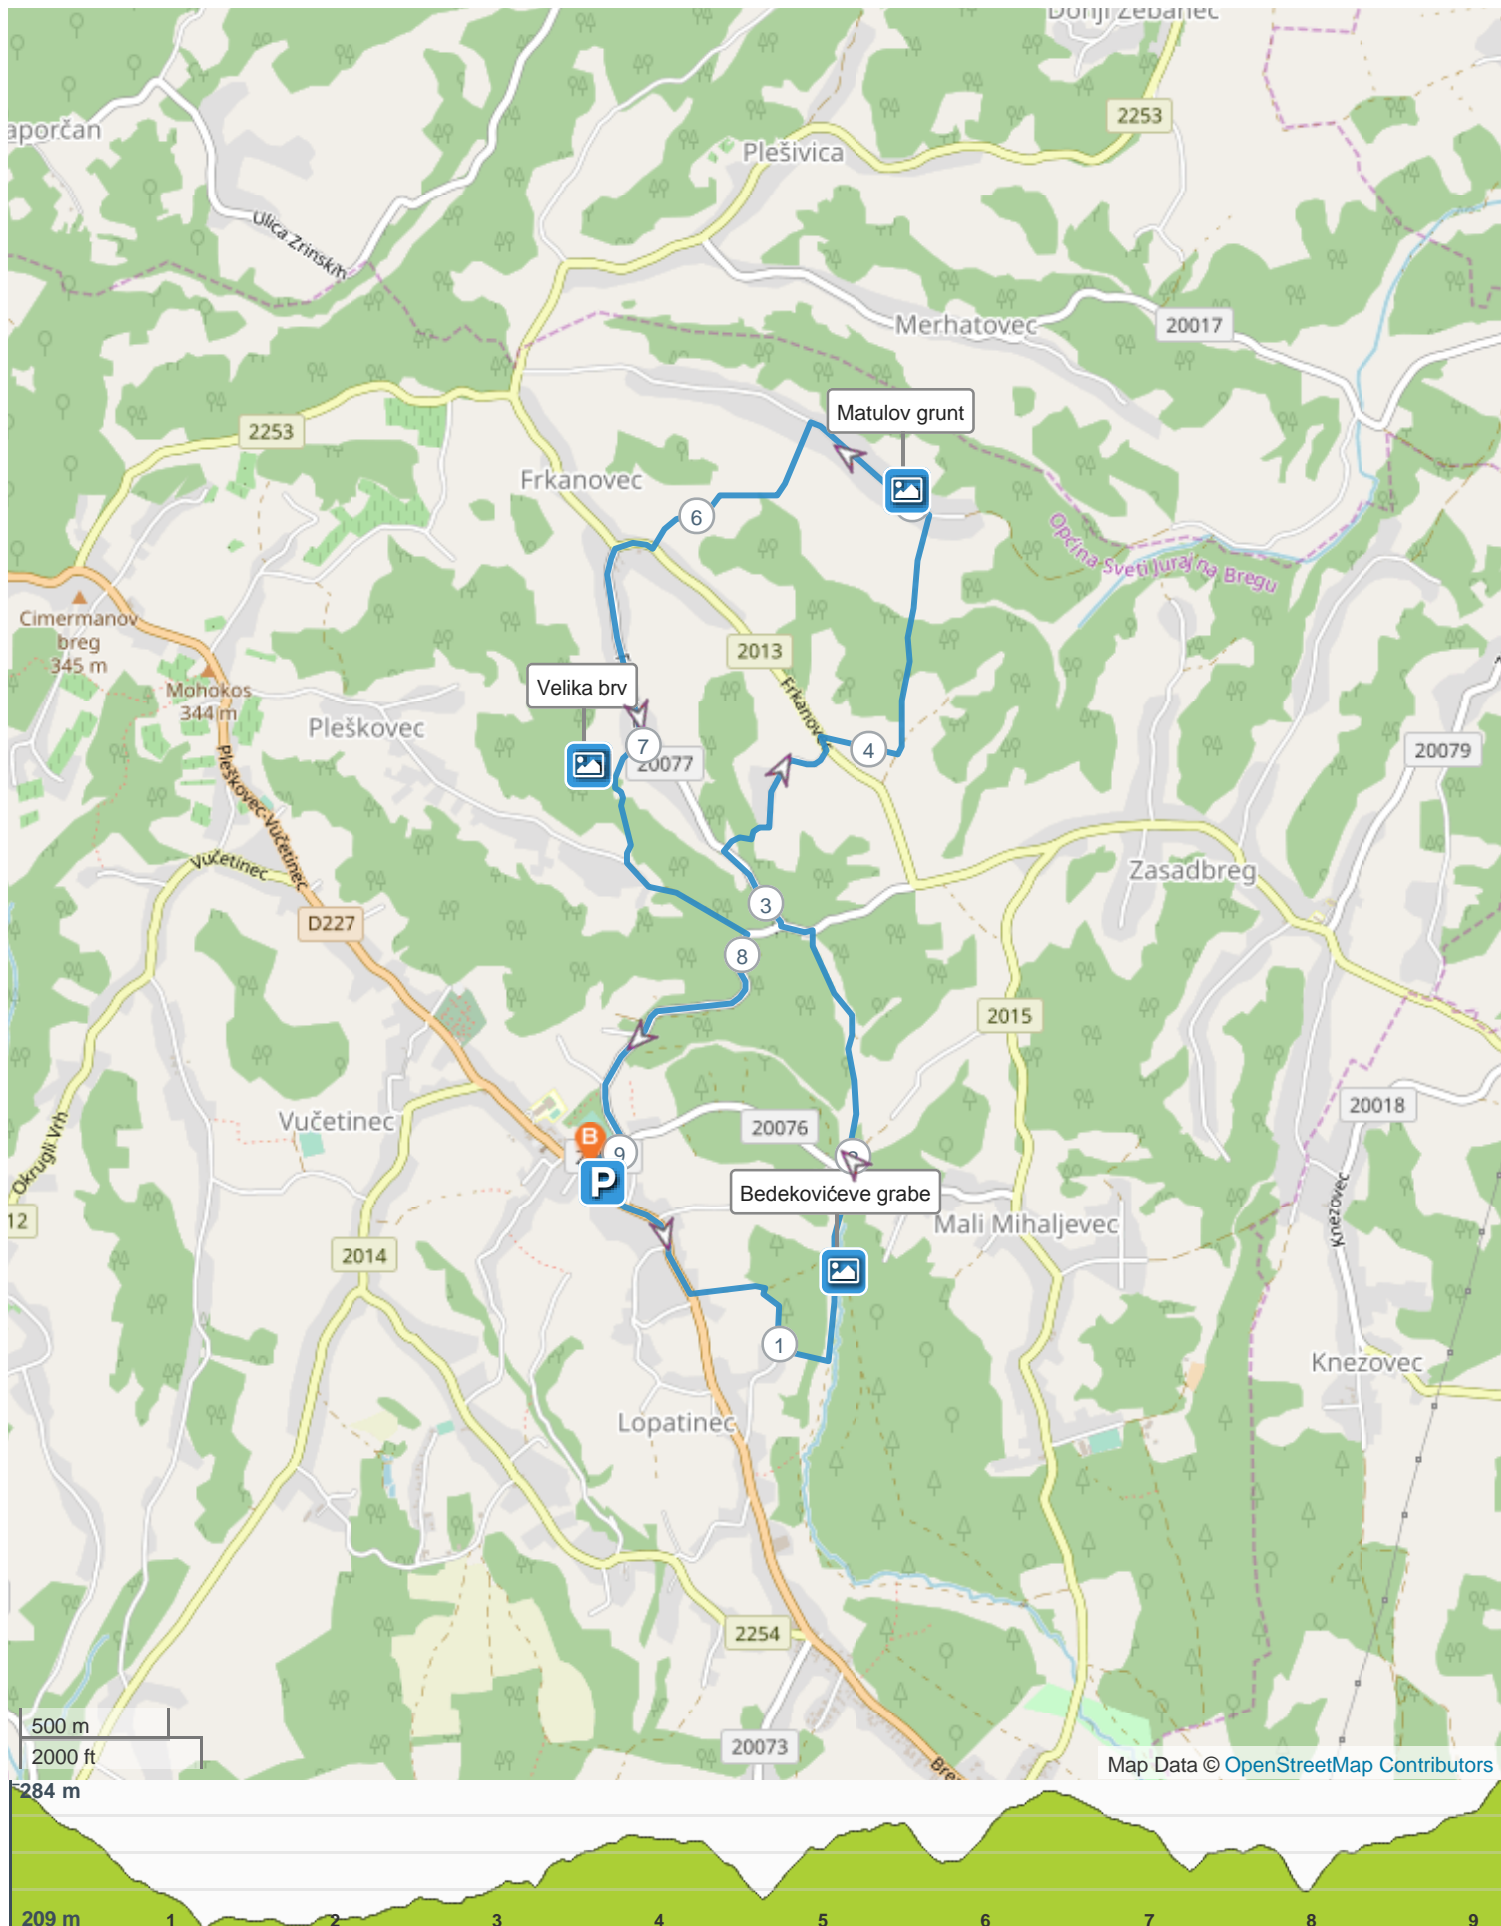 Donji Zebanec
2253
aporčan
Plešivica
Ulica Zrinskih
Merhatovec
20017
Matulov grunt
2253
Frkanovec
6
Općina Sveti Juraj na Bregu
Cimermanov
breg
345 m
2013
Velika brv
Mohokos
344 m
Frkanov
Pleškovec
7
4
20079
20077
Pleškovec-Vučetinec
Vučetinec
Zasadbreg
3
D227
8
2015
20018
Vučetinec
20076
Okrugli Vrh
B
9
P
Bedekovićeve grabe
Knezovec
12
Mali Mihaljevec
2014
1
Knezovec
Lopatinec
2254
500 m
20073
2000 ft
Map Data © OpenStreetMap Contributors
284 m
209 m
1 2 3 4 5 6 7 8 9